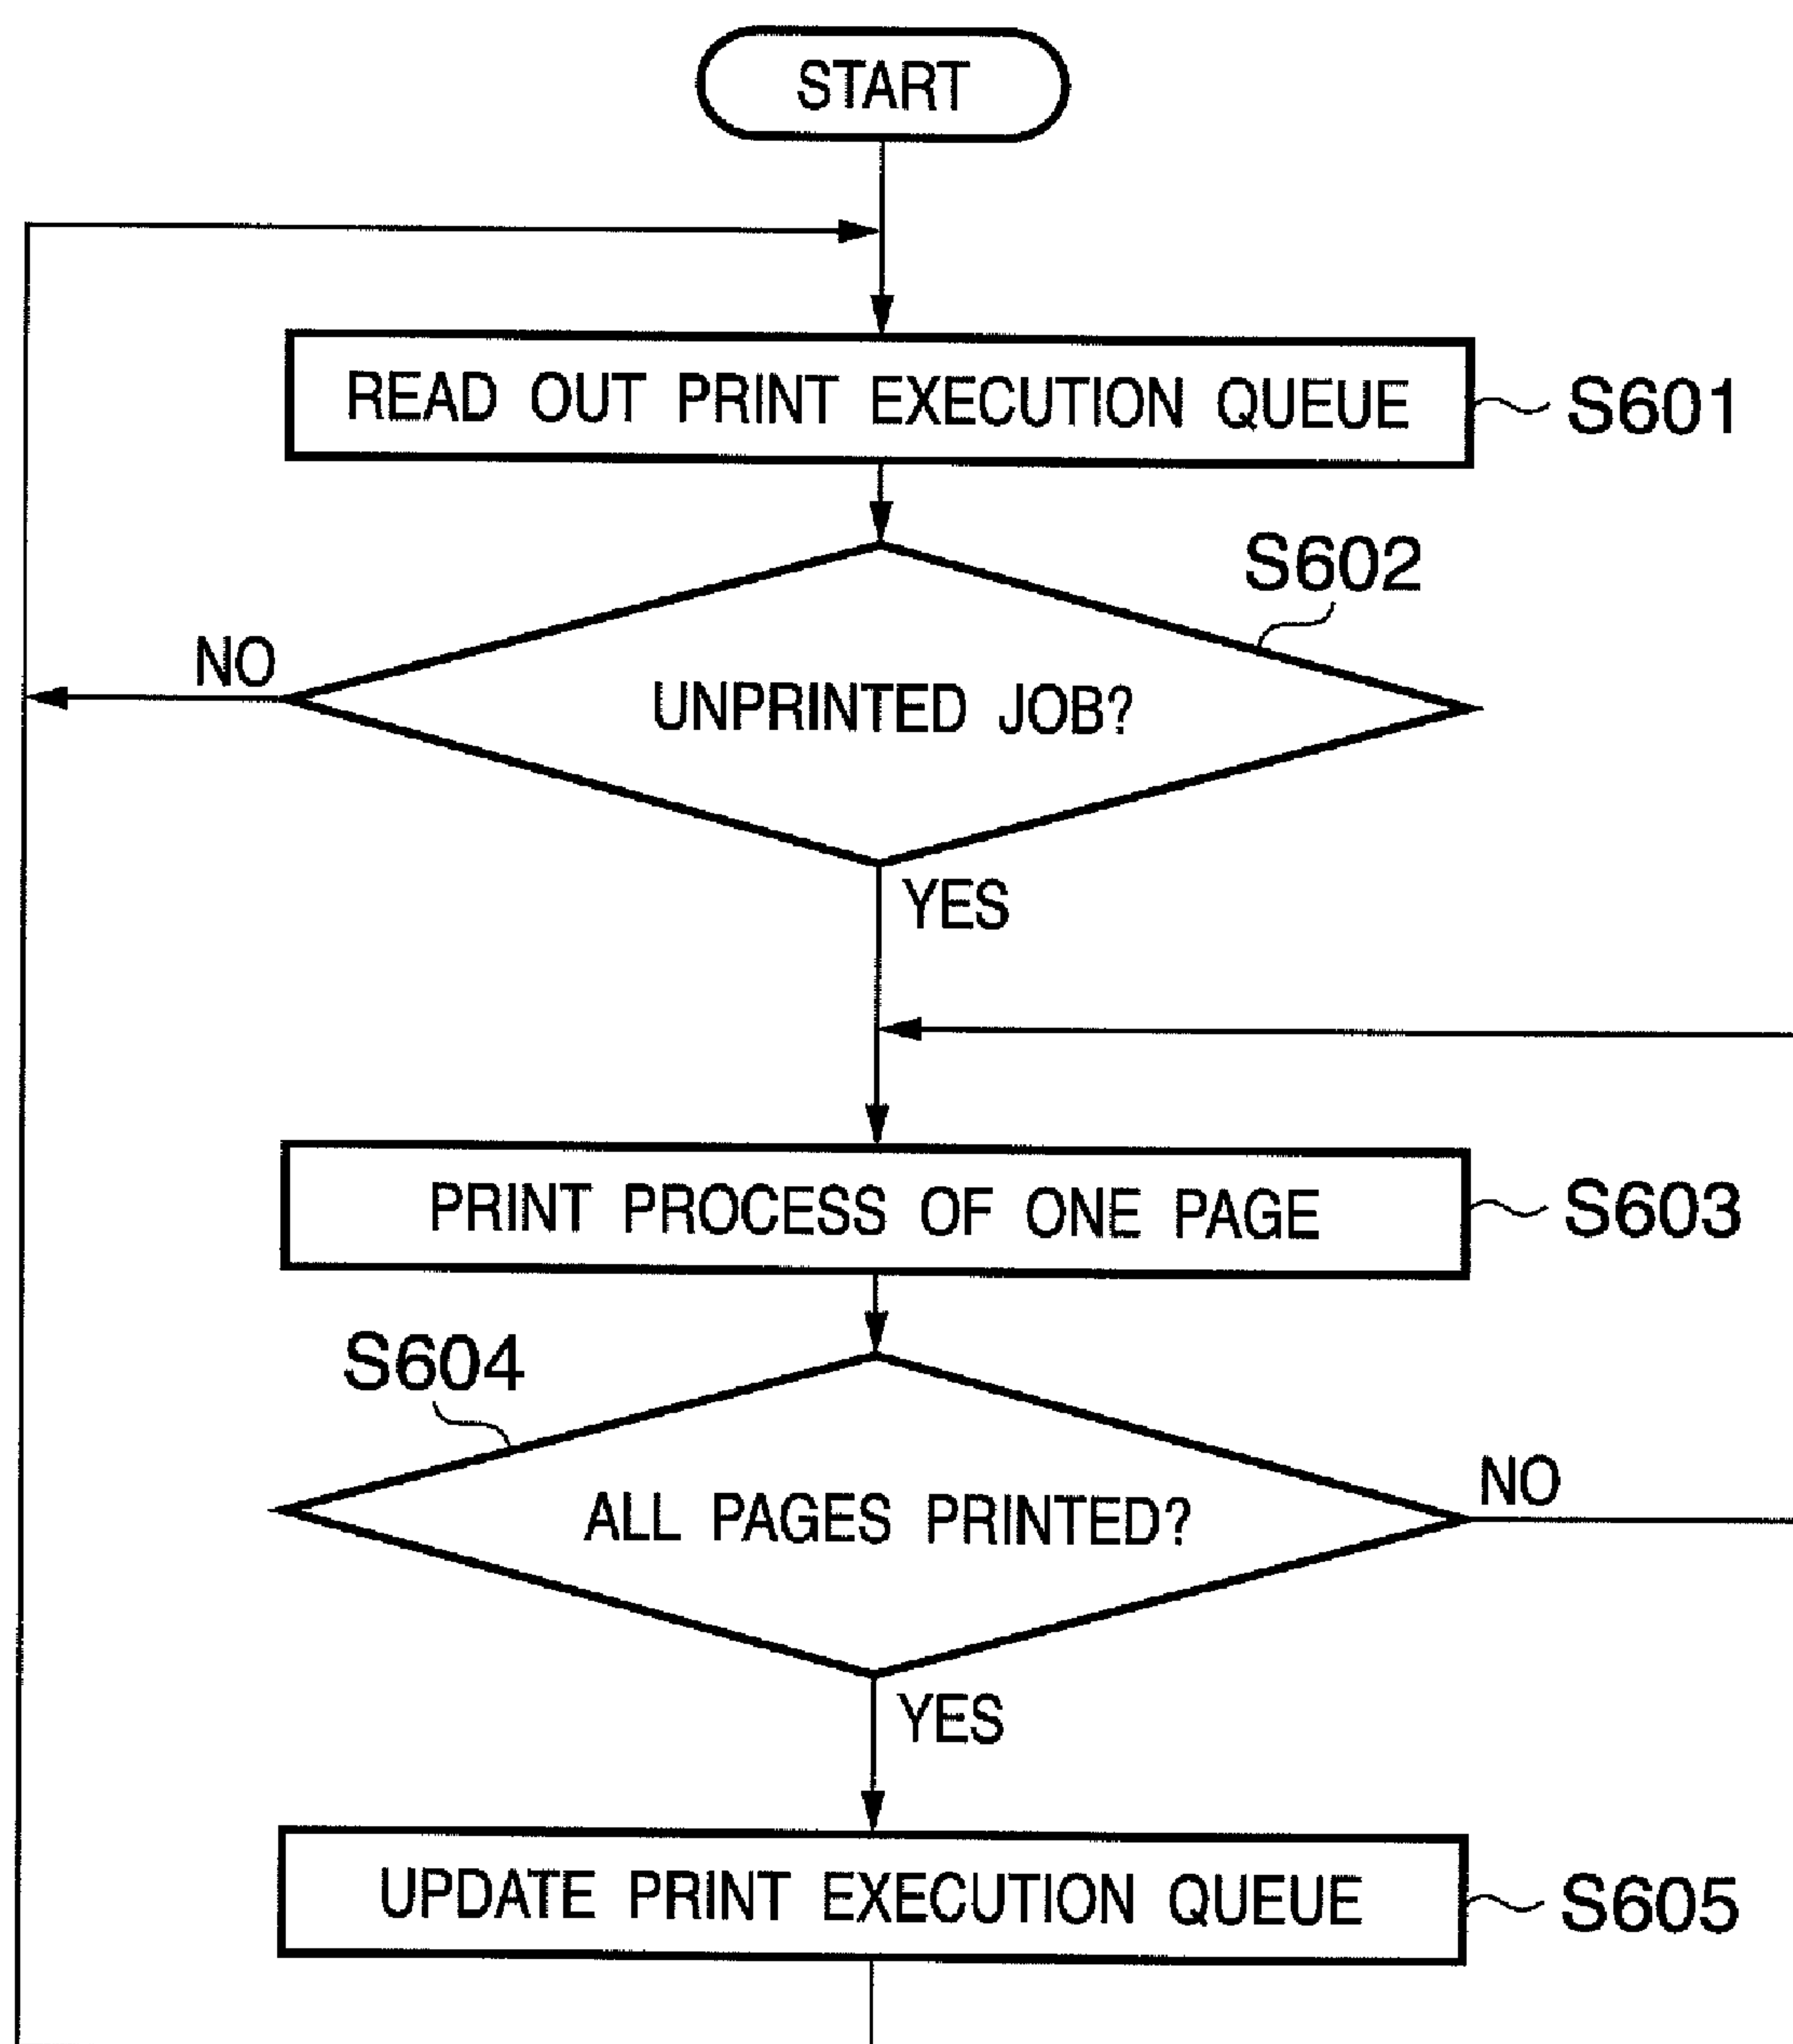 START
READ OUT PRINT EXECUTION QUEUE
S601
S602
NO
UNPRINTED JOB?
YES
PRINT PROCESS OF ONE PAGE
S603
S604
NO
ALL PAGES PRINTED?
YES
UPDATE PRINT EXECUTION QUEUE
S605